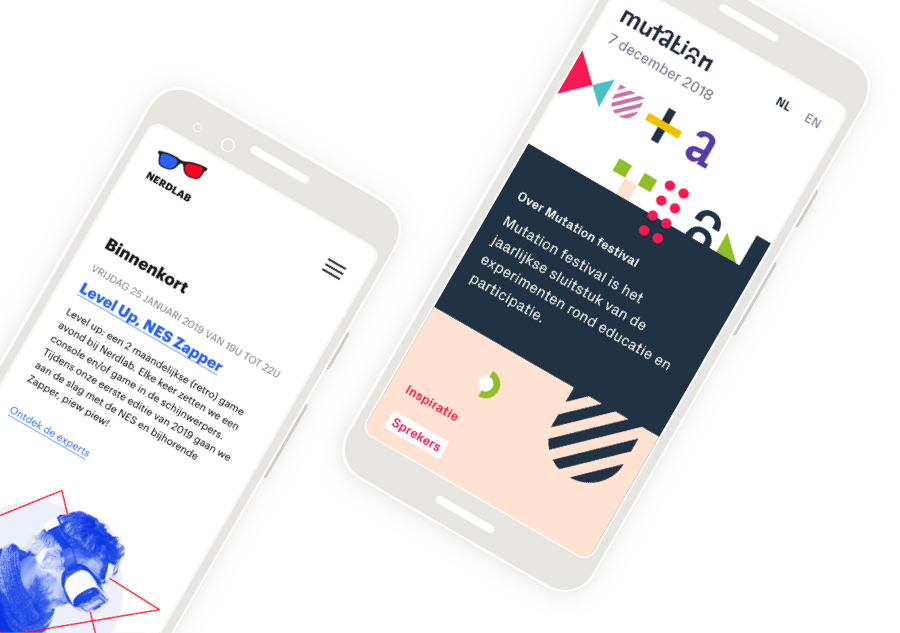 NERDLAB
Binnenkort
VRIJDAG 25 JANUARI 2019 VAN 19U TOT 22U
Level Up, NES Zapper
Level up: een 2 maandelijkse (retro) game
avond bij Nerdlab. Elke keer zetten we een
console en/of game in de schijnwerpers.
Tijdens onze eerste editie van 2019 gaan we
aan de slag met de NES en bijhorende
Zapper, piew piew!
Ontdek de experts
mutation
7 december 2018
NL EN
Over Mutation festival
Mutation festival is het
jaarlijkse sluitstuk van de
experimenten rond educatie en
participatie.
Inspiratie
Sprekers